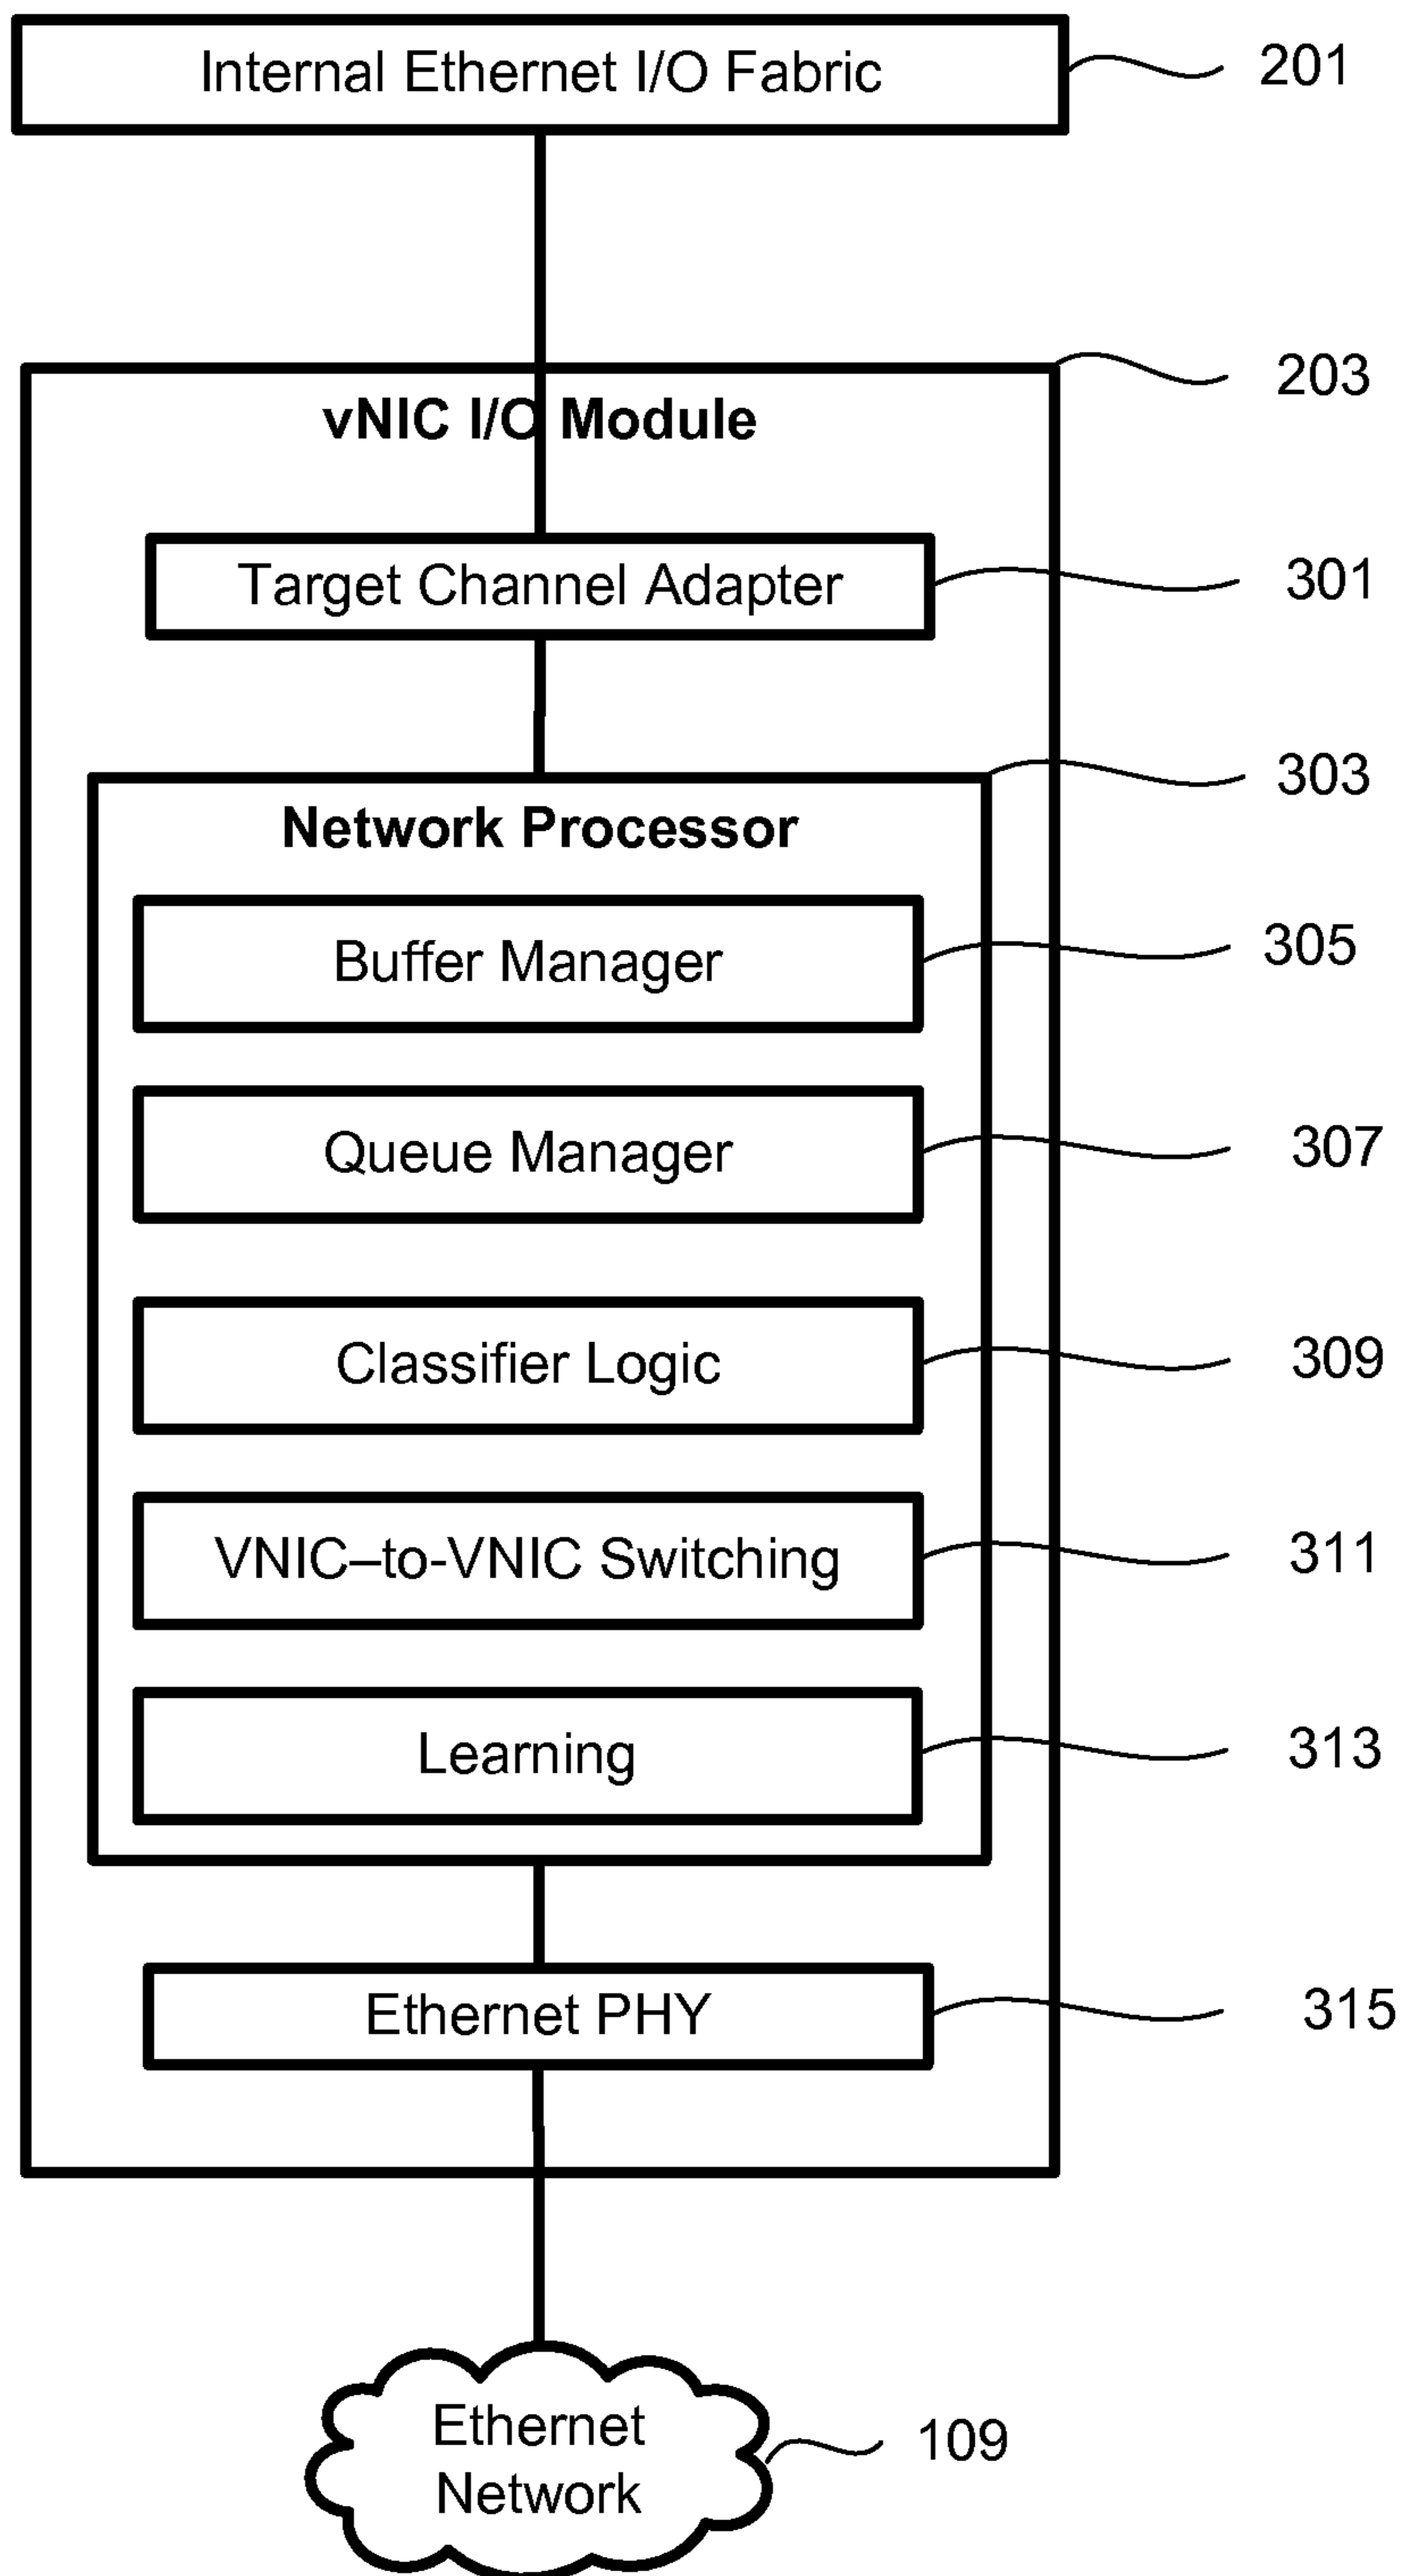 Internal Ethernet I/O Fabric
201
203
vNIC I/O Module
Target Channel Adapter
301
303
Network Processor
Buffer Manager
305
Queue Manager
307
Classifier Logic
309
VNIC–to-VNIC Switching
311
Learning
313
Ethernet PHY
315
Ethernet
Network
109